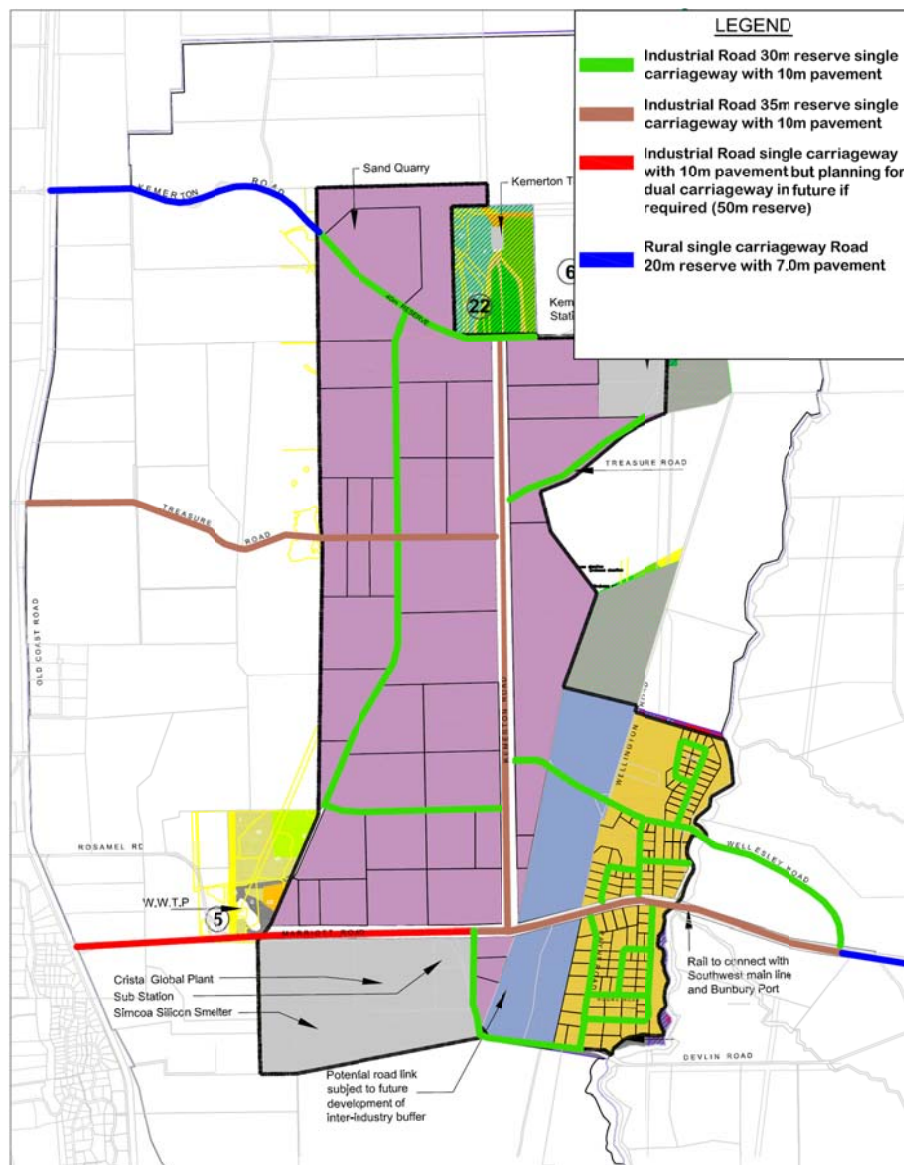 LEGEND
Industrial Road 30m reserve single
carriageway with 10m pavement
Industrial Road 35m reserve single
carriageway with 10m pavement
Industrial Road single carriageway
with 10m pavement but planning for
dual carriageway in future if
required (50m reserve)
Rural single carriageway Road
20m reserve with 7.0m pavement
Sand Quarry
Kemerton T
KEMERTON ROAD
6
Kem
Stati
22
RESERVE
TREASURE ROAD
TREASURE ROAD
OLD COAST ROAD
KEMERTON ROAD
WELLINGTON
ROSAMEL RD
WELLESLEY ROAD
W.W.T.P
5
MARRIOTT ROAD
Rail to connect with
Southwest main line
and Bunbury Port
Cristal Global Plant
Sub Station
Simcoa Silicon Smelter
DEVLIN ROAD
Potential road link
subject to future
development of
inter-industry buffer